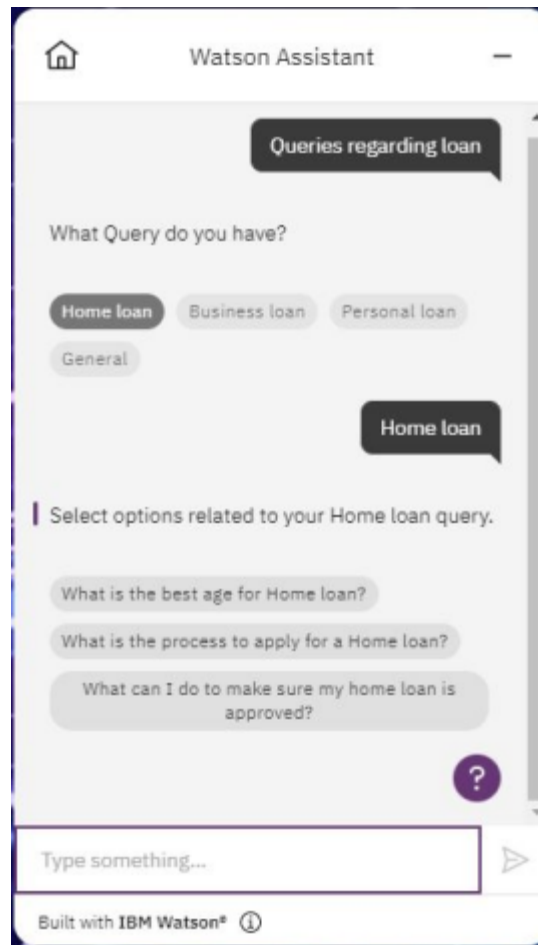 Watson Assistant
Queries regarding loan
What Query do you have?
Home loan Business loan Personal loan
General
Home loan
Select options related to your Home loan query.
What is the best age for Home loan?
What is the process to apply for a Home loan?
What can I do to make sure my home loan is
approved?
?
Type something...
Built with IBM Watson®